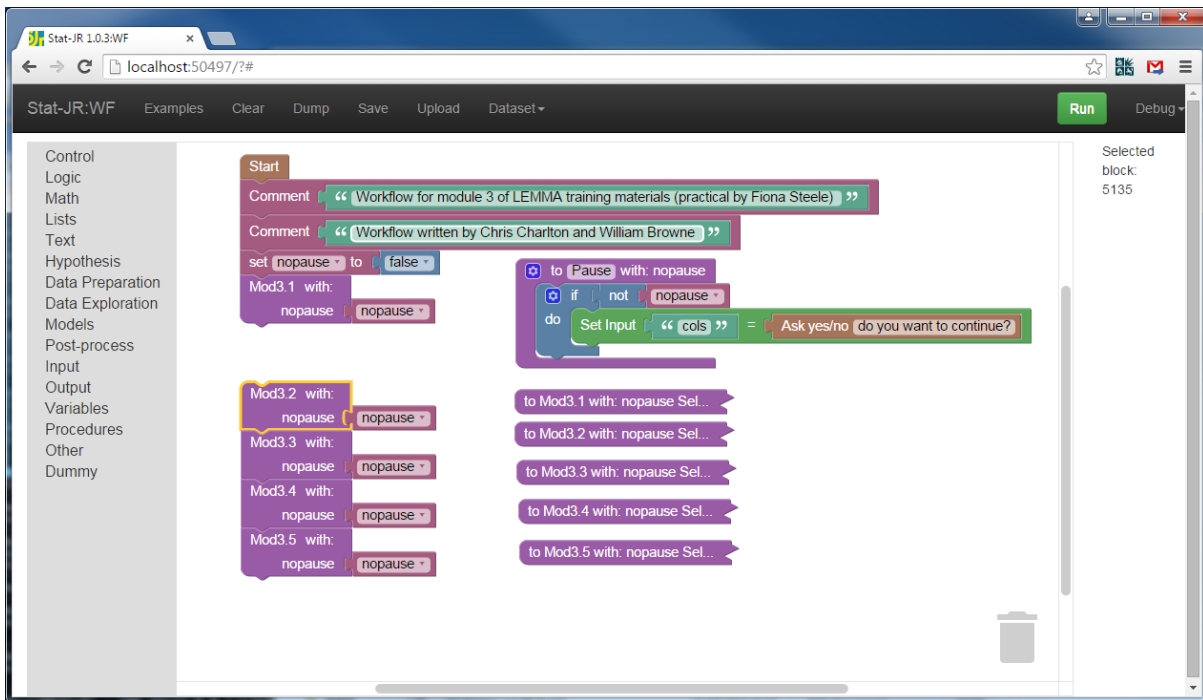 Stat-JR 1.0.3:WF
localhost:50497/?#
Stat-JR:WF Examples Clear Dump Save Upload Dataset Run Debug
Control
Logic
Math
Lists
Text
Hypothesis
Data Preparation
Data Exploration
Models
Post-process
Input
Output
Variables
Procedures
Other
Dummy
Start
Comment “ Workflow for module 3 of LEMMA training materials (practical by Fiona Steele) ”
Comment “ Workflow written by Chris Charlton and William Browne ”
set nopause to false
Mod3.1 with:
nopause nopause
Mod3.2 with:
nopause nopause
Mod3.3 with:
nopause nopause
Mod3.4 with:
nopause nopause
Mod3.5 with:
nopause nopause
to Pause with: nopause
if not nopause
do Set Input “ cols ” = Ask yes/no do you want to continue?
to Mod3.1 with: nopause Sel...
to Mod3.2 with: nopause Sel...
to Mod3.3 with: nopause Sel...
to Mod3.4 with: nopause Sel...
to Mod3.5 with: nopause Sel...
Selected
block:
5135